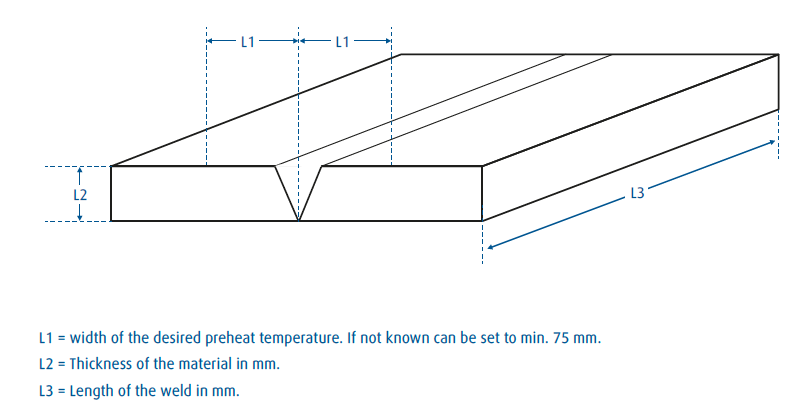 L1 L1
L2
L3
L1 = width of the desired preheat temperature. If not known can be set to min. 75 mm.
L2 = Thickness of the material in mm.
L3 = Length of the weld in mm.